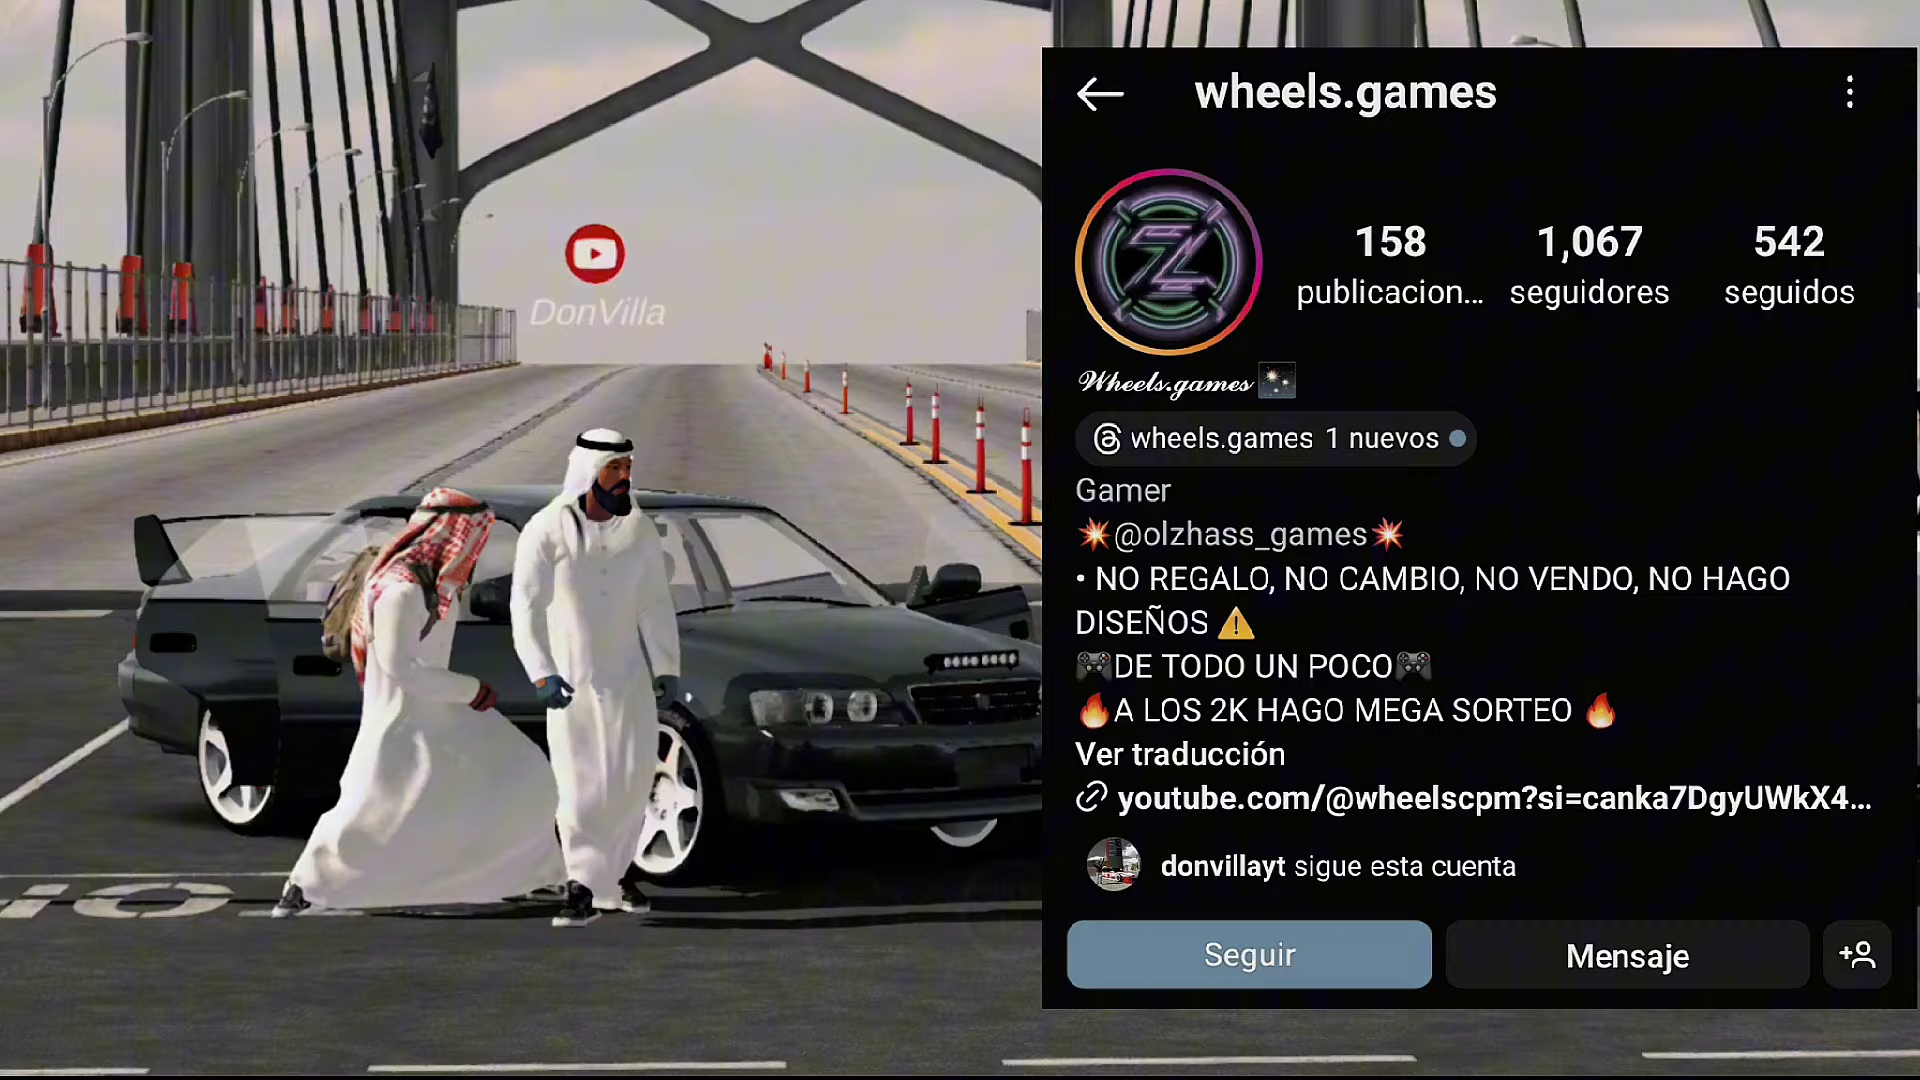 DonVilla
wheels.games
158
publicacion...
1,067
seguidores
542
seguidos
Wheels.games
wheels.games 1 nuevos
Gamer
💥@olzhass_games💥
• NO REGALO, NO CAMBIO, NO VENDO, NO HAGO
DISEÑOS ⚠️
🎮DE TODO UN POCO🎮
🔥A LOS 2K HAGO MEGA SORTEO 🔥
Ver traducción
youtube.com/@wheelscpm?si=canka7DgyUWkX4...
donvillayt sigue esta cuenta
Seguir
Mensaje